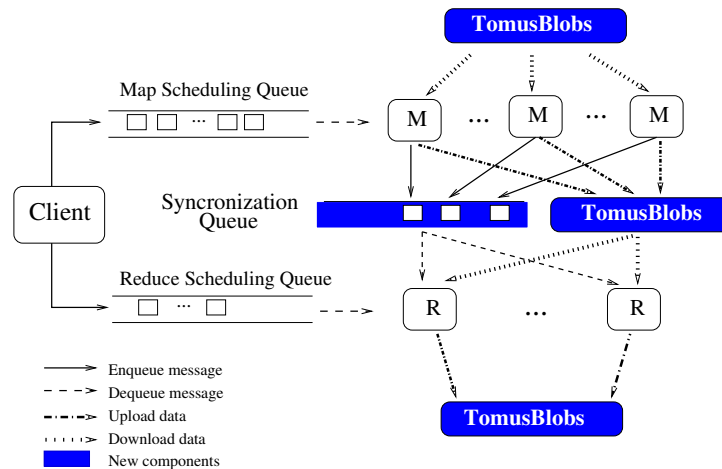 TomusBlobs
Map Scheduling Queue
...
M
...
M
...
M
Client
Syncronization
Queue
TomusBlobs
Reduce Scheduling Queue
...
R
...
R
Enqueue message
Dequeue message
Upload data
Download data
New components
TomusBlobs